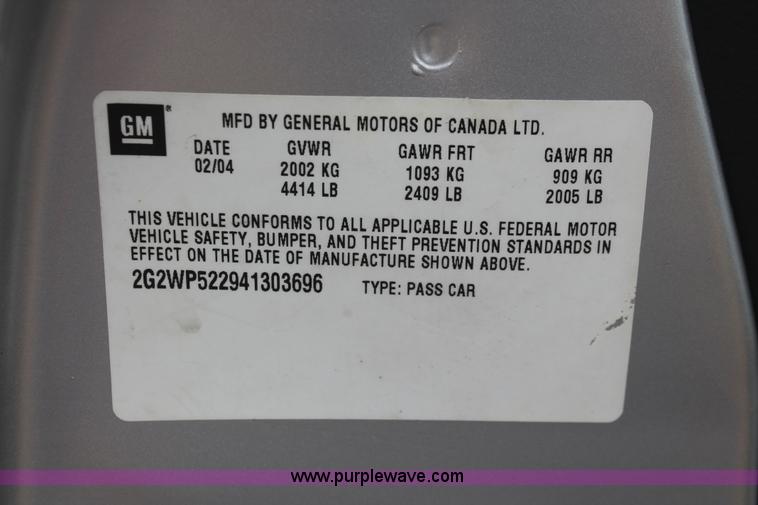 GM® MFD BY GENERAL MOTORS OF CANADA LTD.
DATE GVWR GAWR FRT GAWR RR
02/04 2002 KG 1093 KG 909 KG
4414 LB 2409 LB 2005 LB
THIS VEHICLE CONFORMS TO ALL APPLICABLE U.S. FEDERAL MOTOR
VEHICLE SAFETY, BUMPER, AND THEFT PREVENTION STANDARDS IN
EFFECT ON THE DATE OF MANUFACTURE SHOWN ABOVE.
2G2WP522941303696 TYPE: PASS CAR
www.purplewave.com